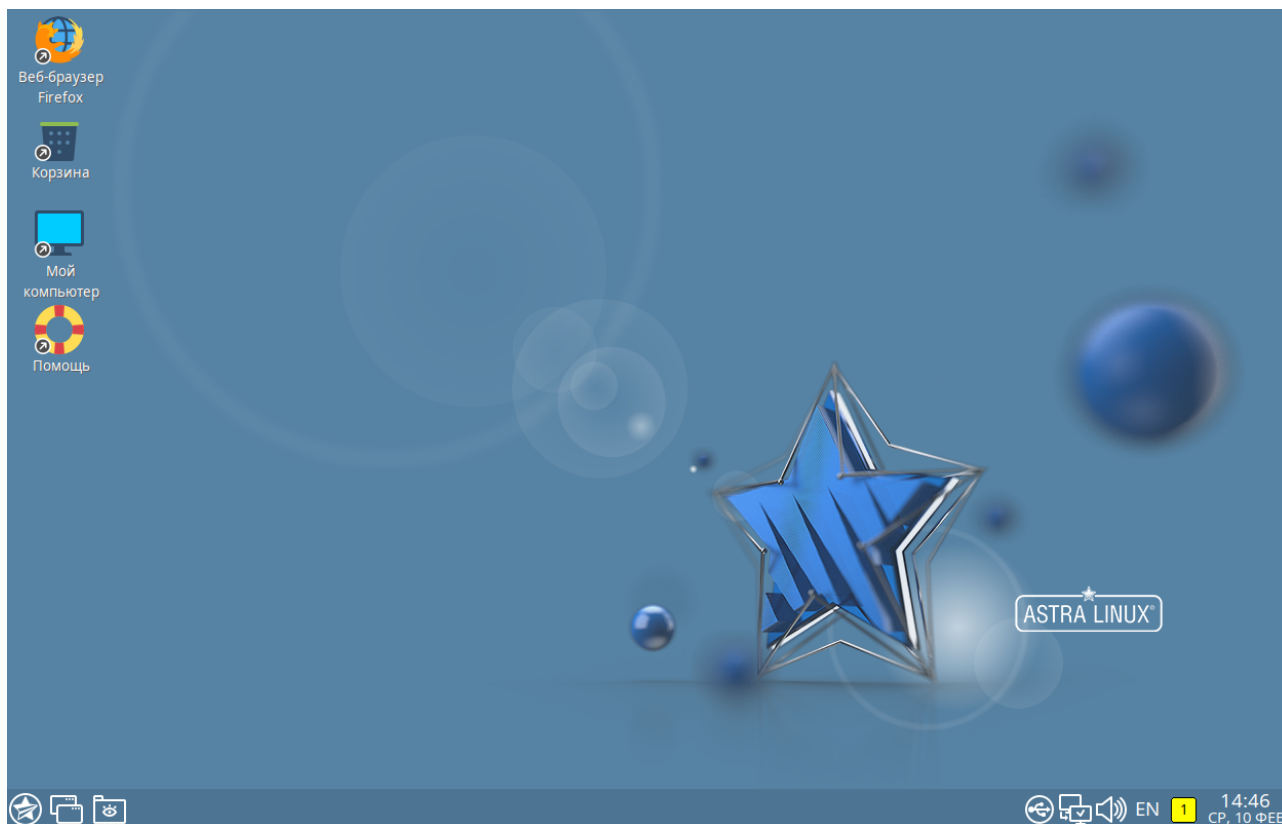 Веб-браузер
Firefox
Корзина
Мой
компьютер
Помощь
ASTRA LINUX®
EN
1
14:46
СР, 10 ФЕВ